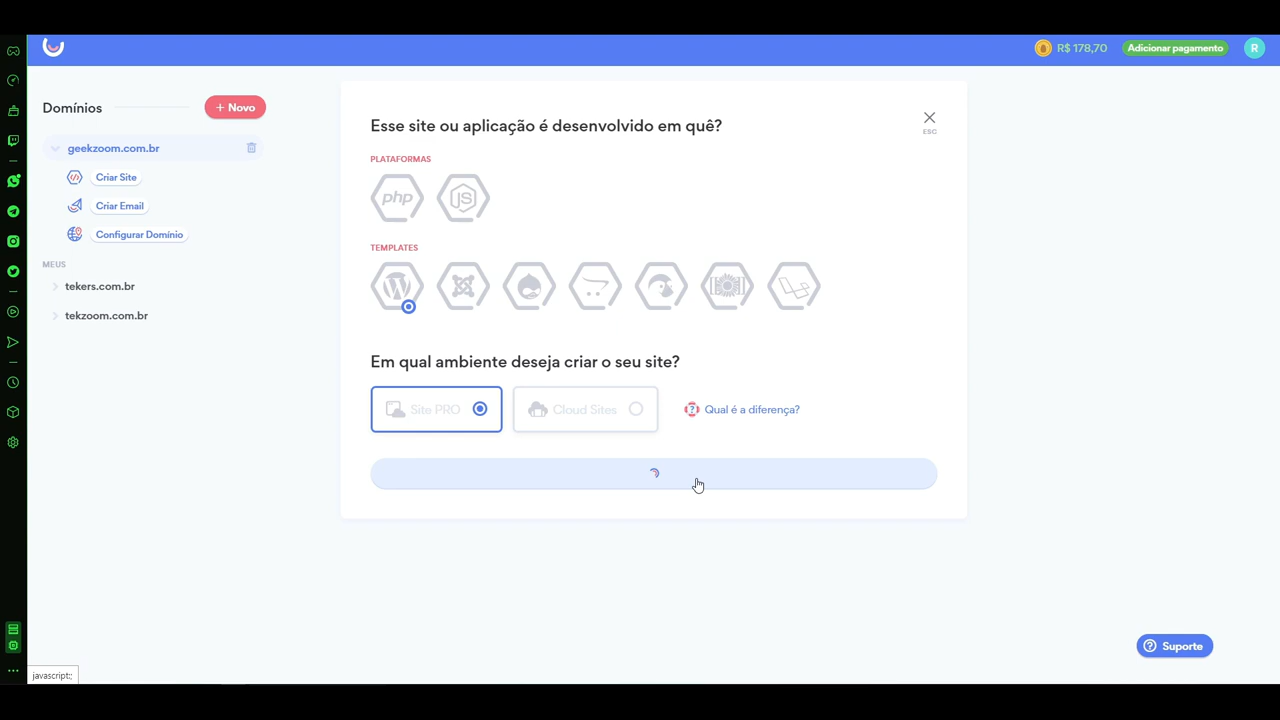 R$ 178,70
Adicionar pagamento
R
Domínios
+ Novo
geekzoom.com.br
Criar Site
Criar Email
Configurar Domínio
MEUS
tekers.com.br
tekzoom.com.br
Esse site ou aplicação é desenvolvido em quê?
ESC
PLATAFORMAS
php
JS
TEMPLATES
Em qual ambiente deseja criar o seu site?
Site PRO
Cloud Sites
? Qual é a diferença?
? Suporte
javascript:;